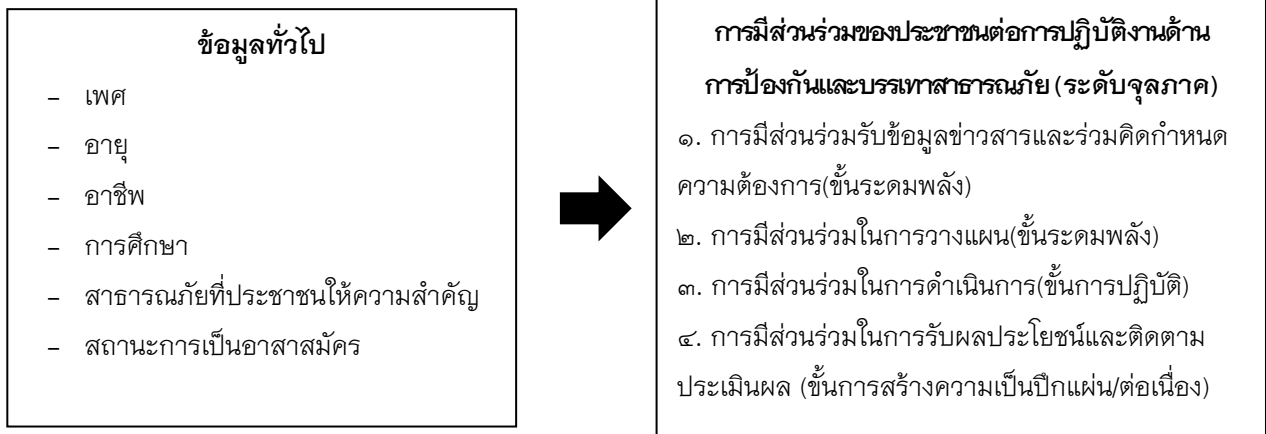 ข้อมูลทั่วไป
– เพศ
– อายุ
– อาชีพ
– การศึกษา
– สาธารณภัยที่ประชาชนให้ความสำคัญ
– สถานะการเป็นอาสาสมัคร
การมีส่วนร่วมของประชาชนต่อการปฏิบัติงานด้าน
การป้องกันและบรรเทาสาธารณภัย (ระดับจุลภาค)
๑. การมีส่วนร่วมรับข้อมูลข่าวสารและร่วมคิดกำหนด
ความต้องการ(ขั้นระดมพลัง)
๒. การมีส่วนร่วมในการวางแผน(ขั้นระดมพลัง)
๓. การมีส่วนร่วมในการดำเนินการ(ขั้นการปฏิบัติ)
๔. การมีส่วนร่วมในการรับผลประโยชน์และติดตาม
ประเมินผล (ขั้นการสร้างความเป็นปึกแผ่น/ต่อเนื่อง)